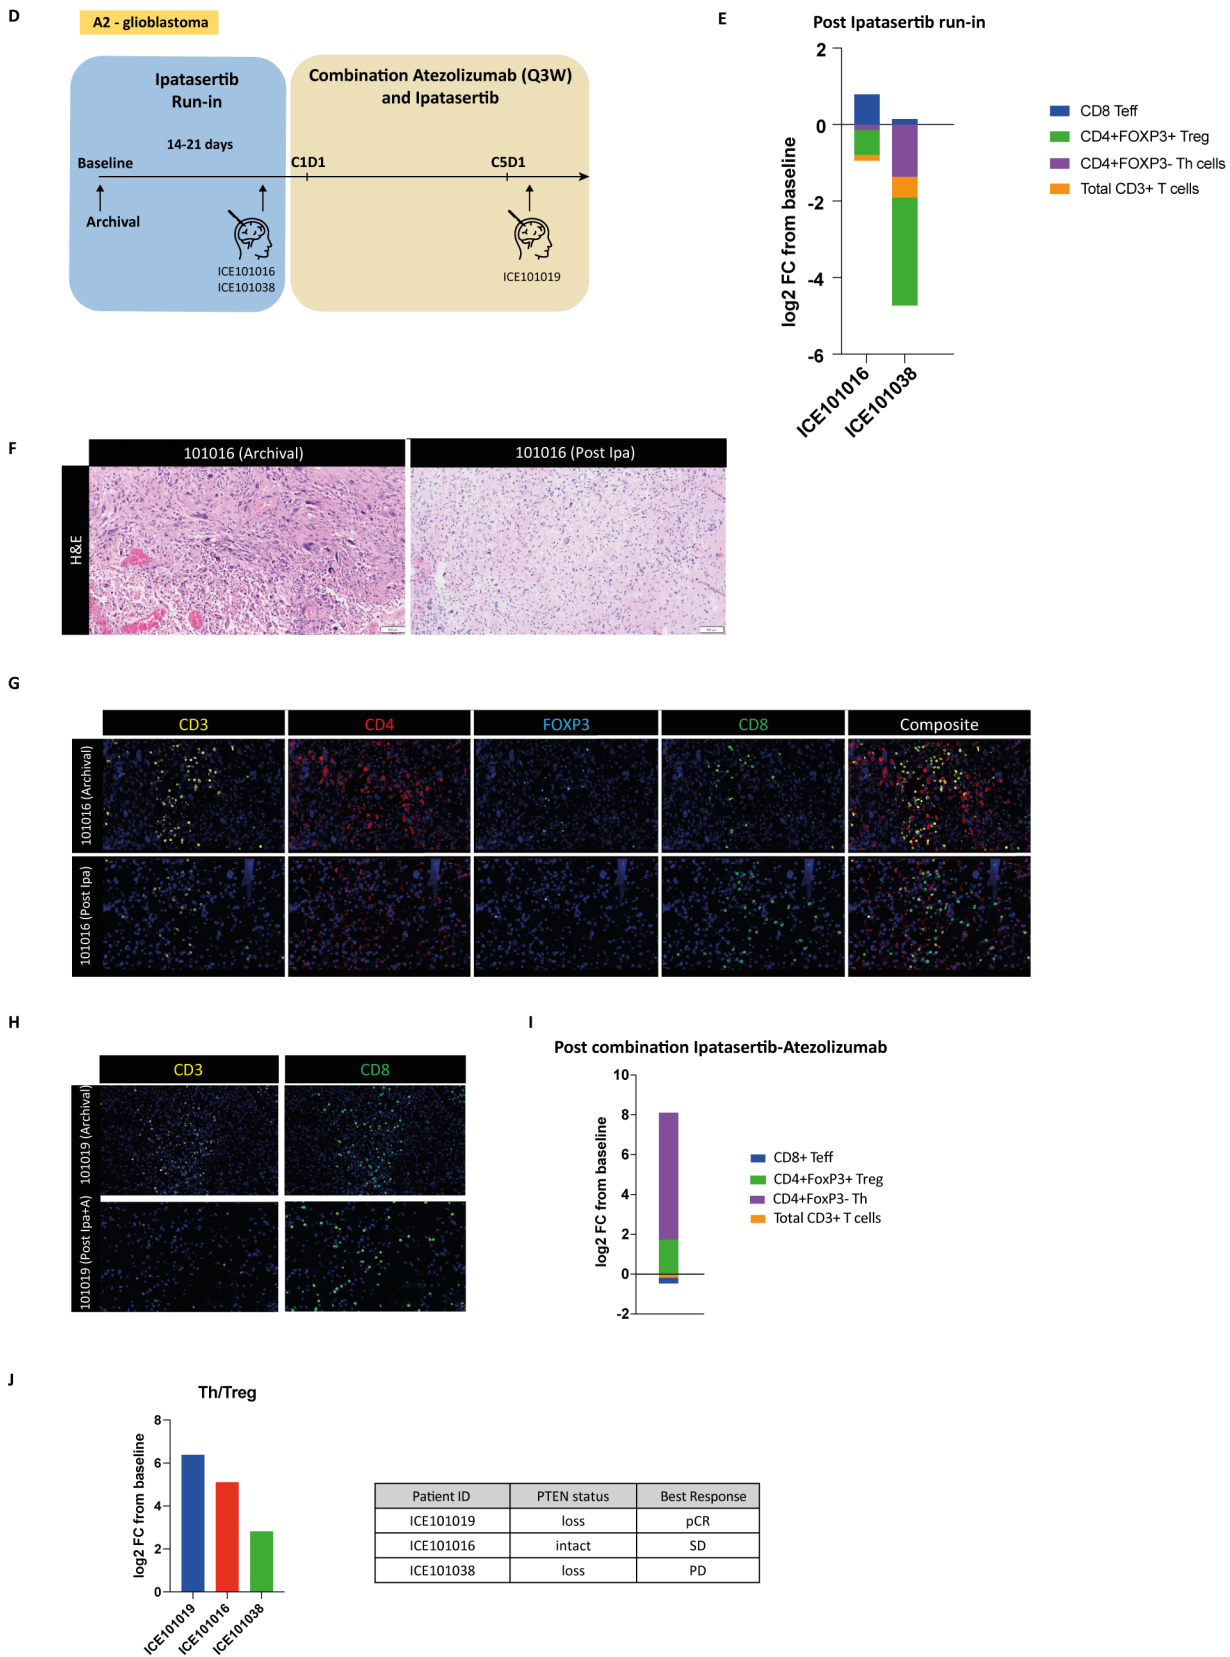 D
A2 - glioblastoma
Ipatasertib
Run-in
14-21 days
Baseline
Archival
ICE101016
ICE101038
Combination Atezolizumab (Q3W)
and Ipatasertib
C1D1
C5D1
ICE101019
E
Post Ipatasertib run-in
log2 FC from baseline
2
0
-2
-4
-6
ICE101016
ICE101038
CD8 Teff
CD4+FOXP3+ Treg
CD4+FOXP3- Th cells
Total CD3+ T cells
F
101016 (Archival)
101016 (Post Ipa)
H&E
G
CD3
CD4
FOXP3
CD8
Composite
101016 (Archival)
101016 (Post Ipa)
H
CD3
CD8
101019 (Archival)
101019 (Post Ipa+A)
I
Post combination Ipatasertib-Atezolizumab
log2 FC from baseline
10
8
6
4
2
0
-2
CD8+ Teff
CD4+FoxP3+ Treg
CD4+FoxP3- Th
Total CD3+ T cells
J
Th/Treg
log2 FC from baseline
8
6
4
2
0
ICE101019
ICE101016
ICE101038
Patient ID PTEN status Best Response
ICE101019 loss pCR
ICE101016 intact SD
ICE101038 loss PD